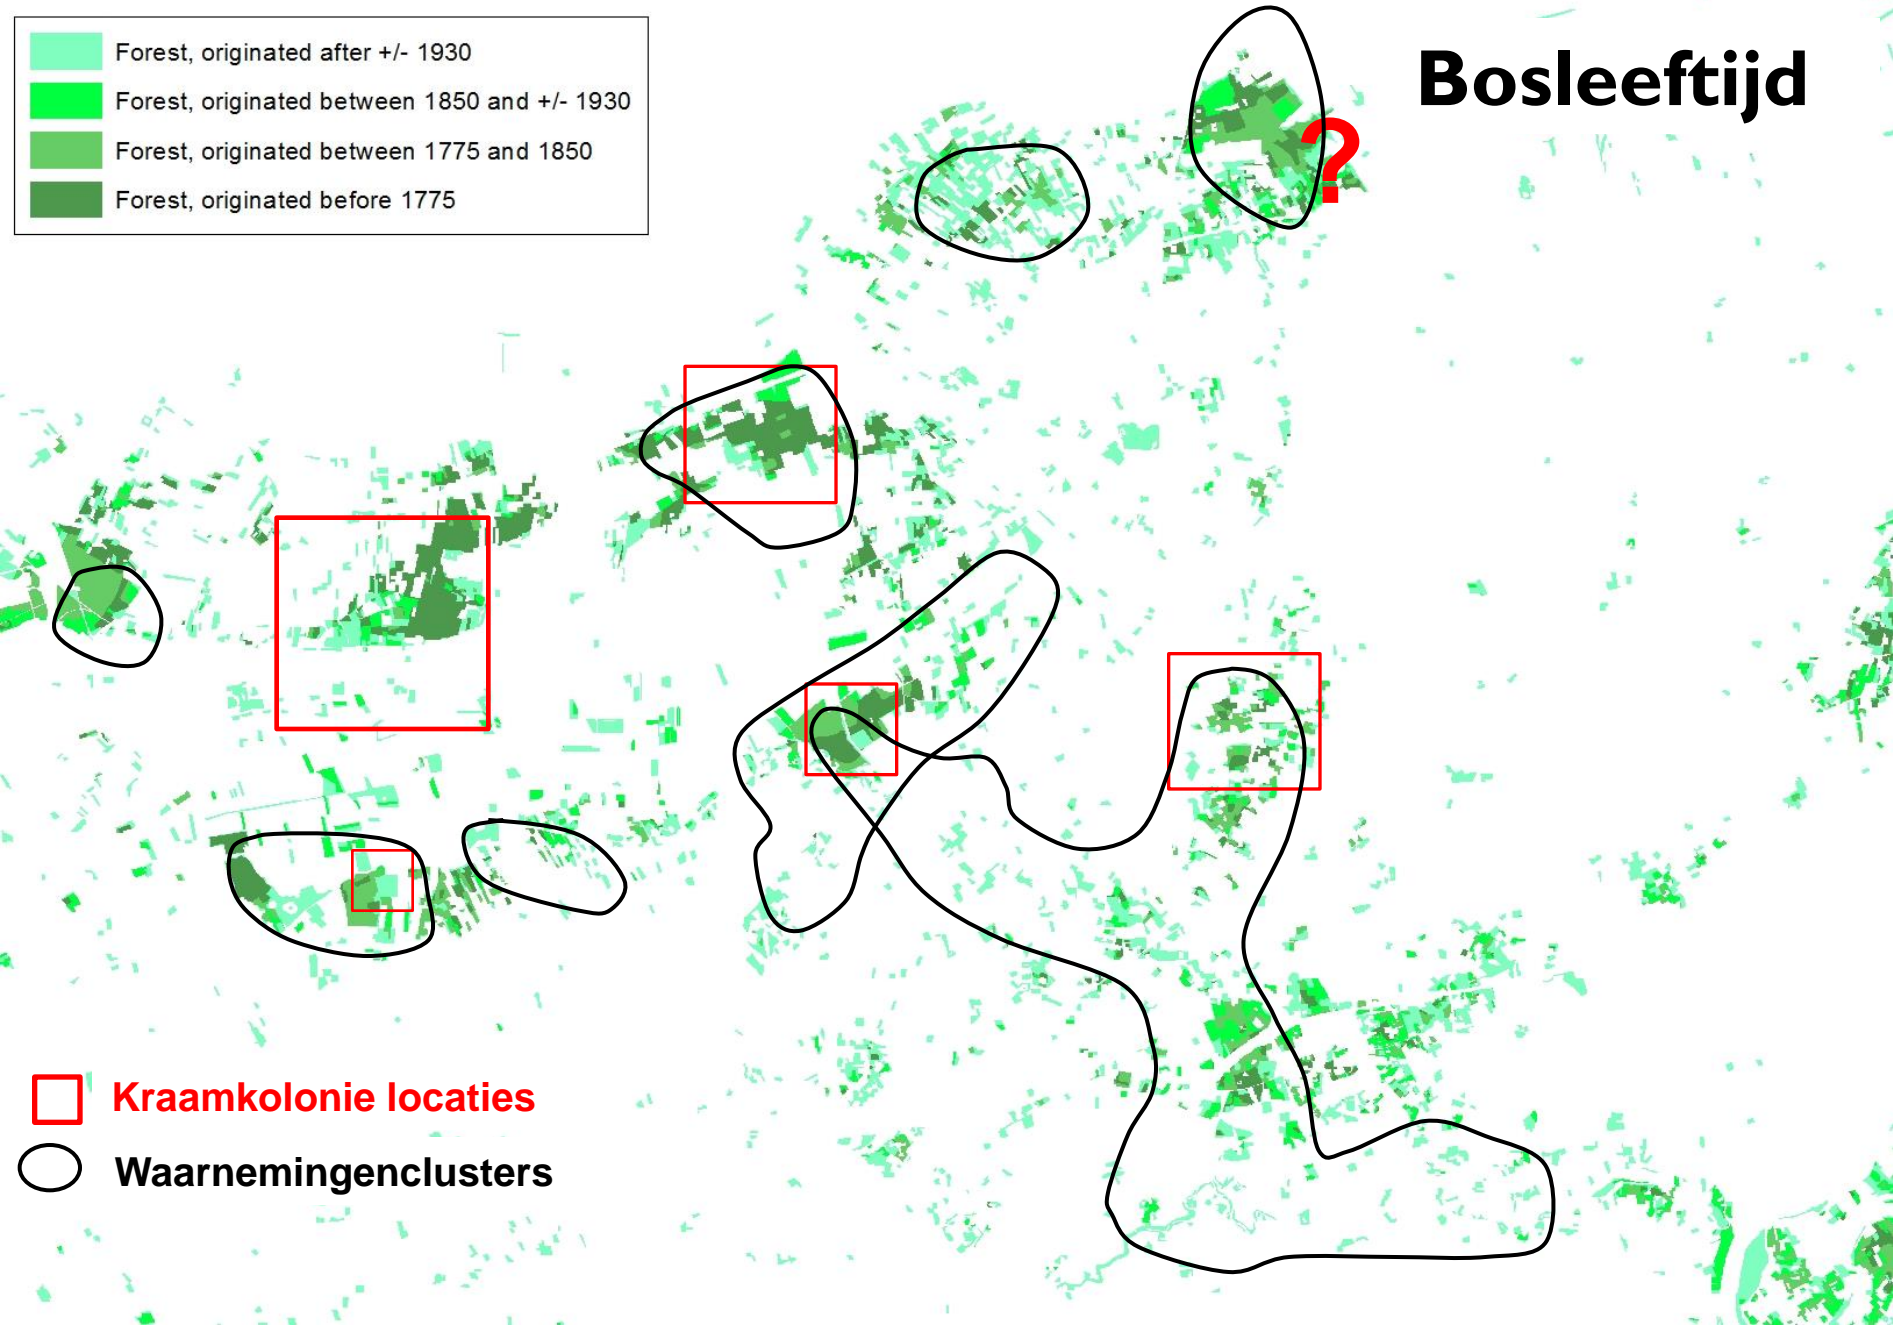 Forest, originated after +/- 1930
Forest, originated between 1850 and +/- 1930
Forest, originated between 1775 and 1850
Forest, originated before 1775
Bosleeftijd
?
Kraamkolonie locaties
Waarnemingenclusters